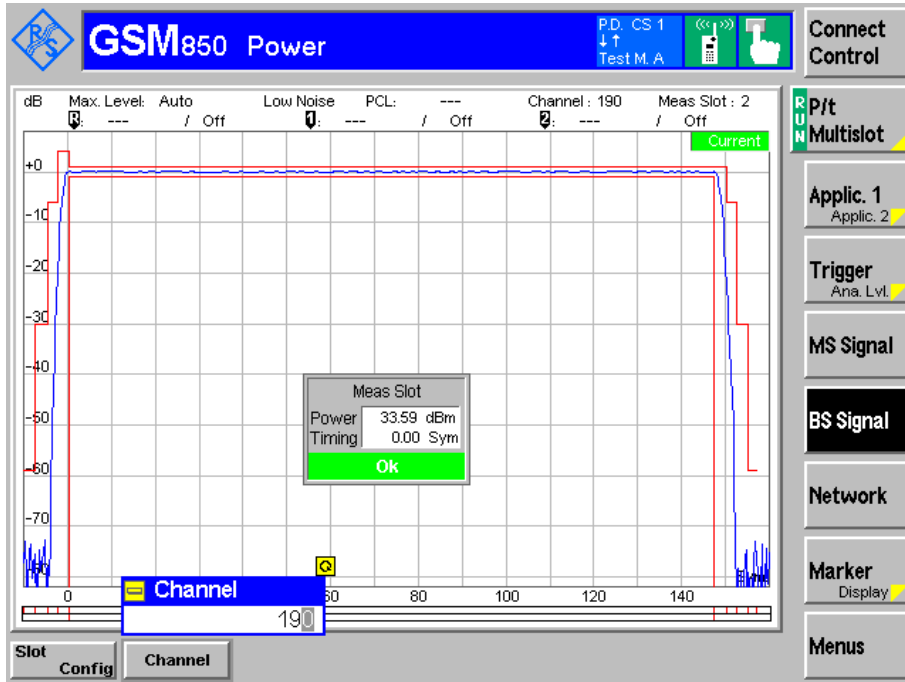 R&S
GSM850 Power
P.D. CS 1
Test M. A
Connect Control
dB Max. Level: Auto Low Noise PCL: --- Channel : 190 Meas Slot : 2
R: --- / Off 1: --- / Off 2: --- / Off
Current
RUN
P/t Multislot
+0
-10
-20
-30
-40
-50
-60
-70
Applic. 1
Applic. 2
Trigger
Ana. Lvl.
MS Signal
BS Signal
Network
Marker
Display
Menus
Meas Slot
Power 33.59 dBm
Timing 0.00 Sym
Ok
0 60 80 100 120 140
Channel
190
Slot Config
Channel